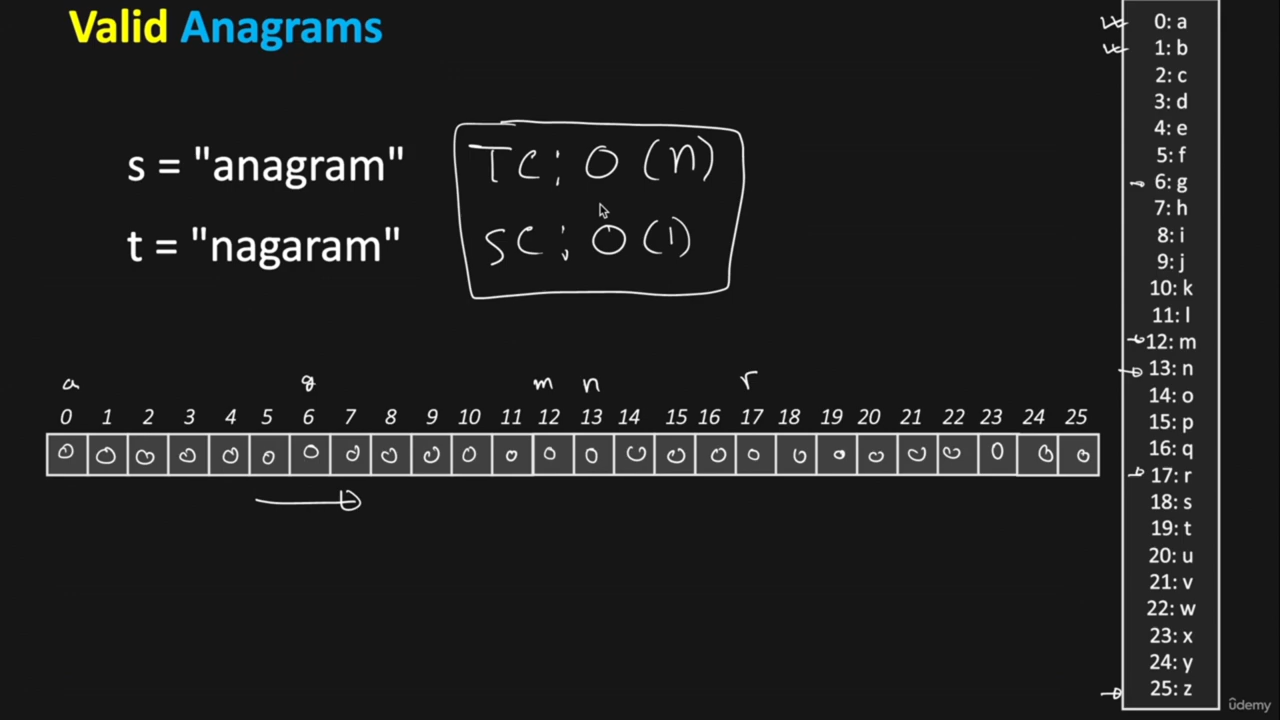 Valid Anagrams
s = "anagram"
t = "nagaram"
TC: O(n)
SC: O(1)
a g m n r
0 1 2 3 4 5 6 7 8 9 10 11 12 13 14 15 16 17 18 19 20 21 22 23 24 25
0 0 0 0 0 0 0 0 0 0 0 0 0 0 0 0 0 0 0 0 0 0 0 0 0 0
0: a
1: b
2: c
3: d
4: e
5: f
6: g
7: h
8: i
9: j
10: k
11: l
12: m
13: n
14: o
15: p
16: q
17: r
18: s
19: t
20: u
21: v
22: w
23: x
24: y
25: z
udemy